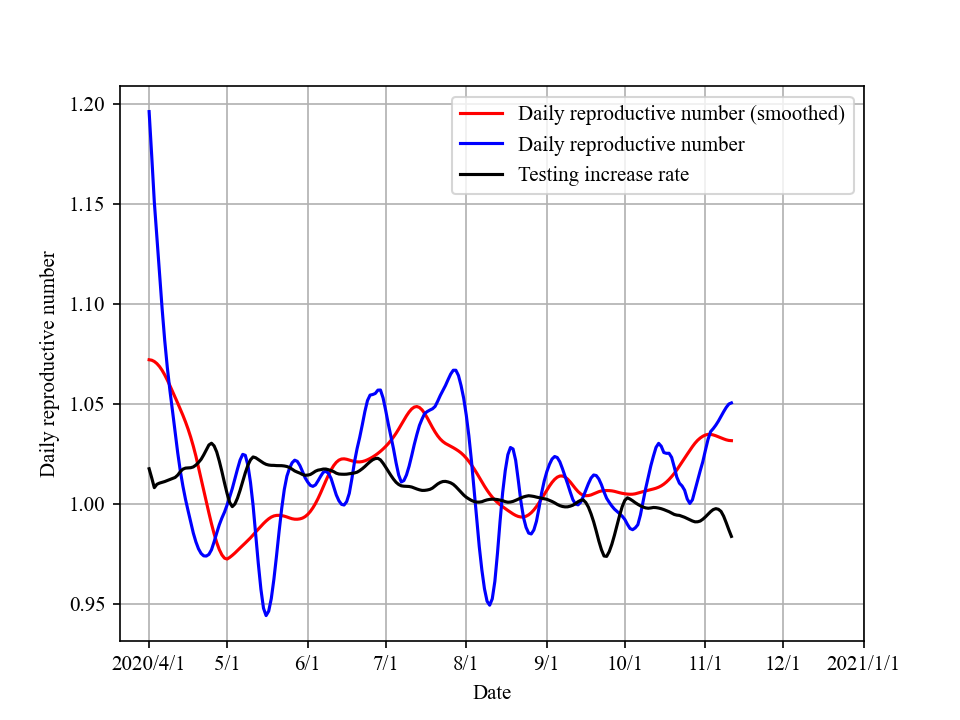 Daily reproductive number (smoothed)
Daily reproductive number
Testing increase rate
1.20
1.15
1.10
1.05
1.00
0.95
Daily reproductive number
2020/4/1 5/1 6/1 7/1 8/1 9/1 10/1 11/1 12/1 2021/1/1
Date